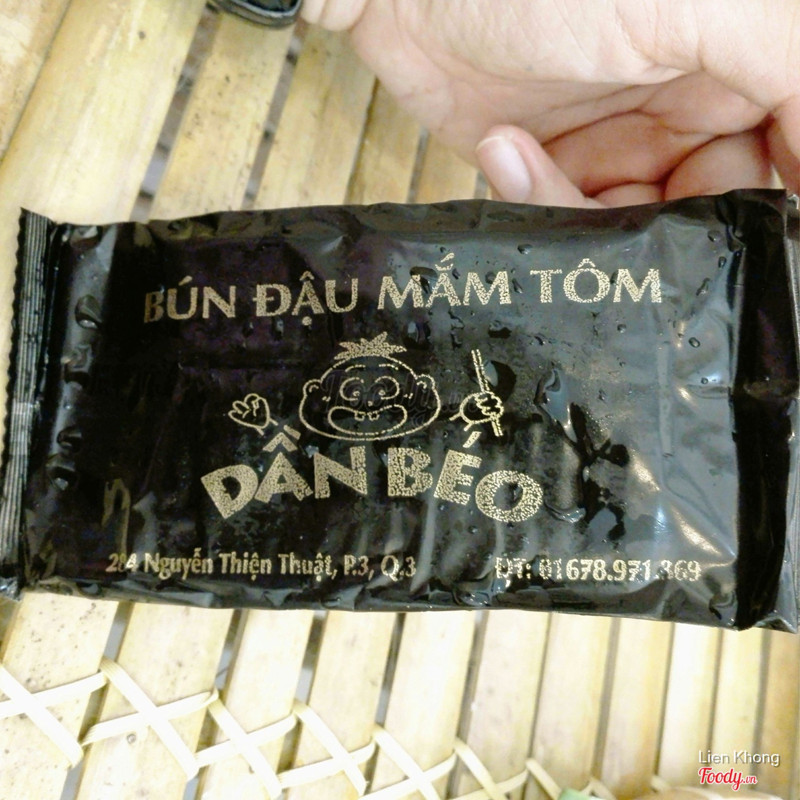 BÚN ĐẬU MẮM TÔM
DẦN BÉO
284 Nguyễn Thiện Thuật, P.3, Q.3
ĐT: 01678.971.869
Lien Khong
Foody.vn